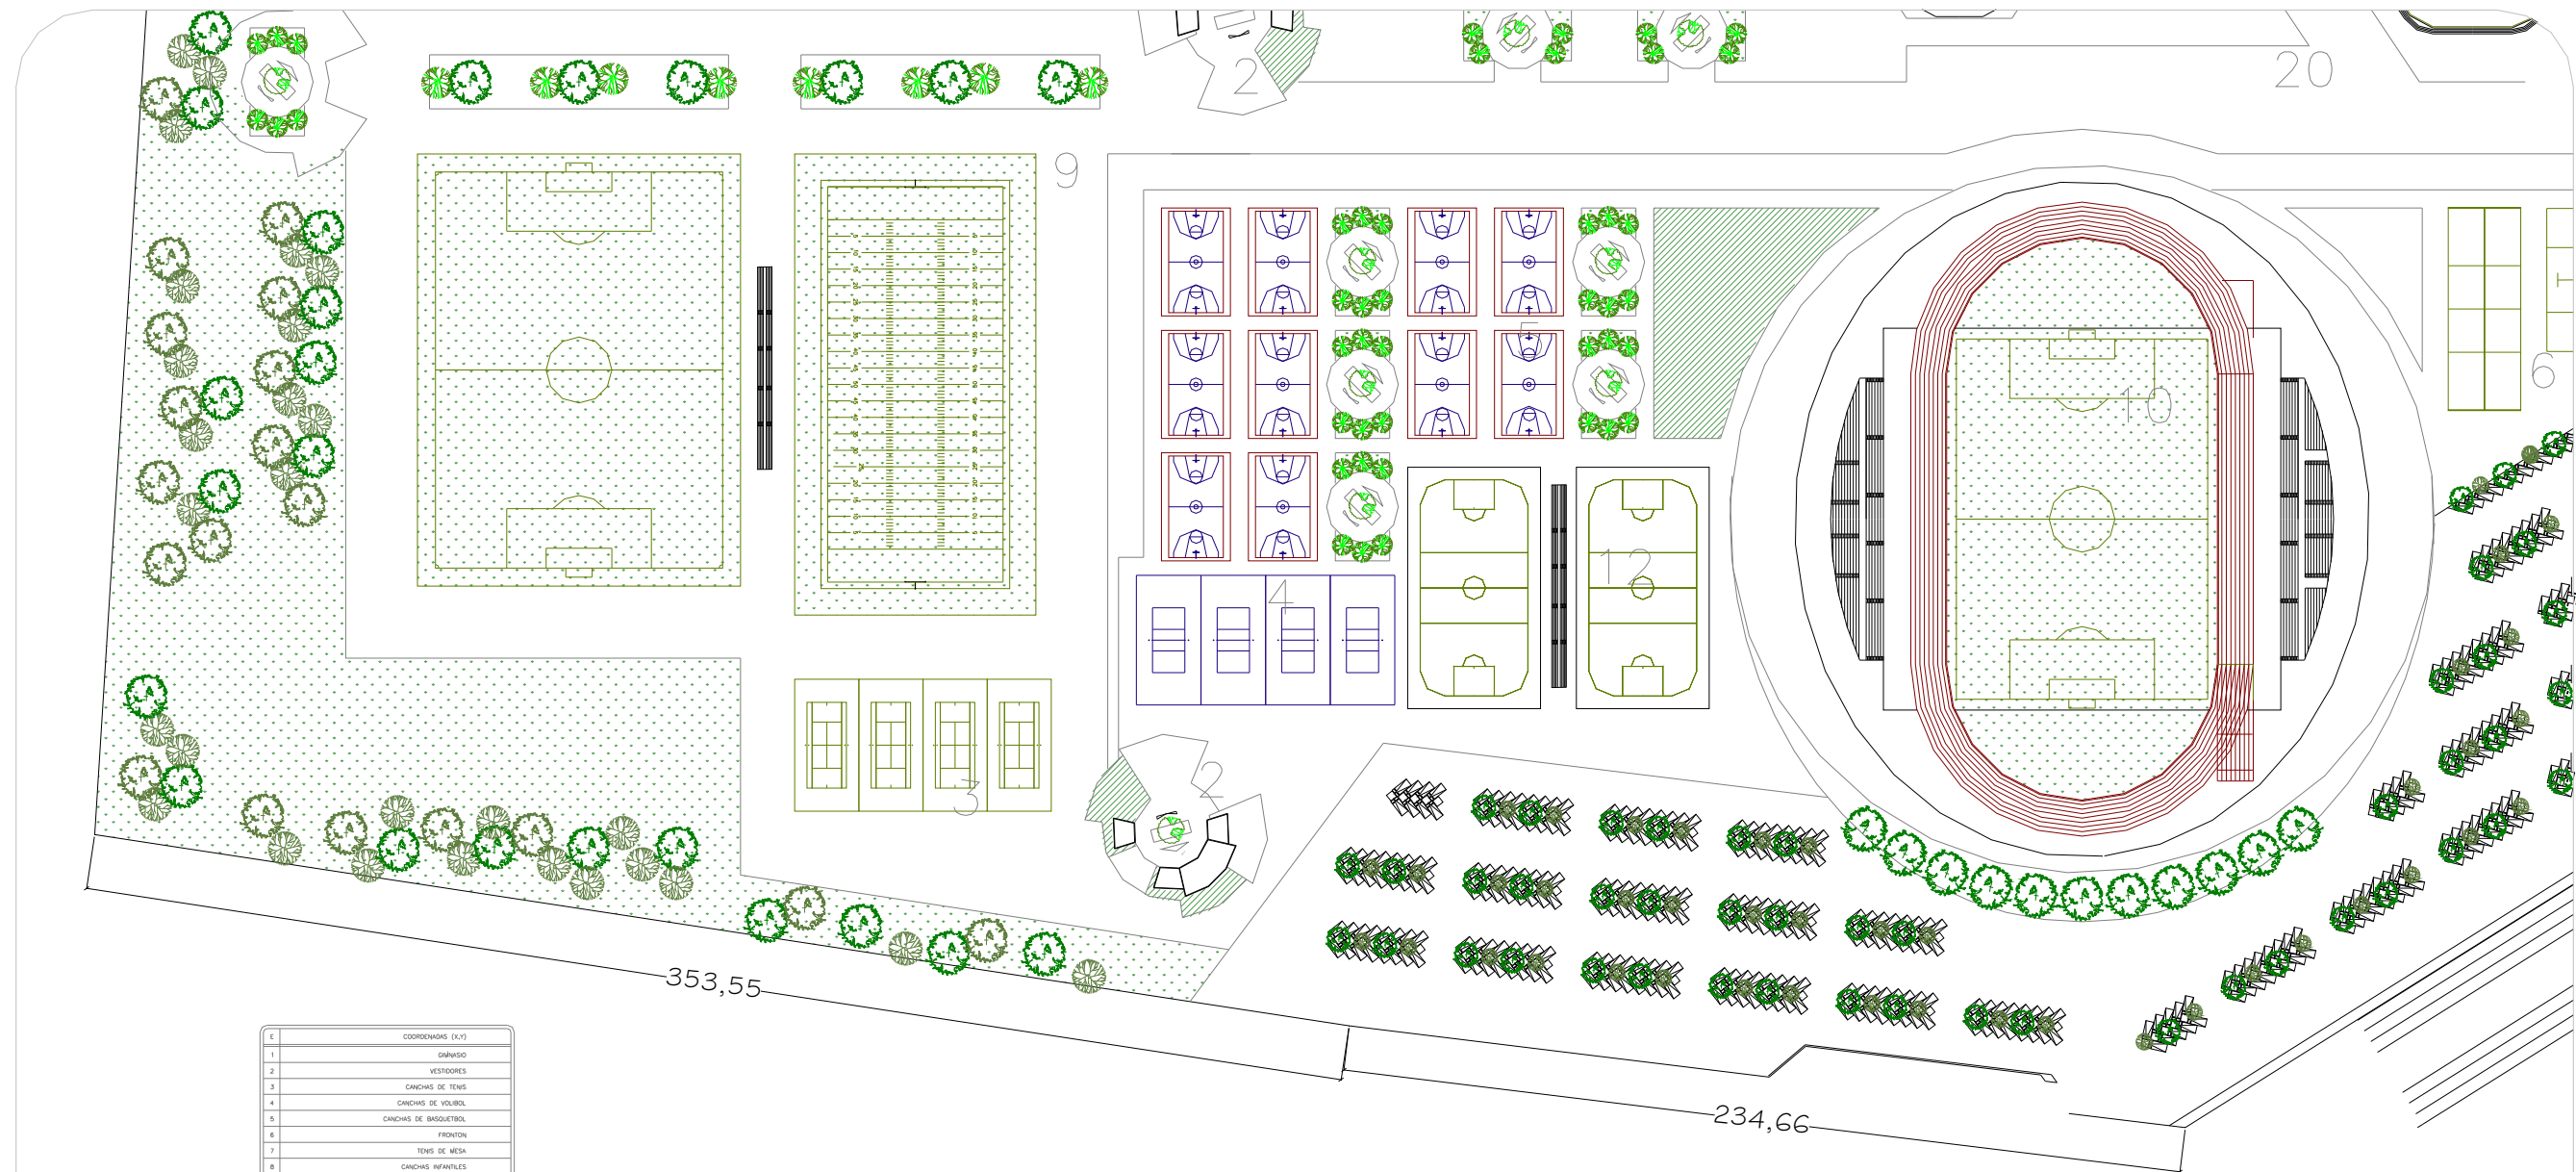 2
20
9
5
6
10
12
4
2
3
353,55
234,66
E COORDENADAS (X,Y)
1 GIMNASIO
2 VESTIDORES
3 CANCHAS DE TENIS
4 CANCHAS DE VOLIBOL
5 CANCHAS DE BASQUETBOL
6 FRONTON
7 TENIS DE MESA
8 CANCHAS INFANTILES